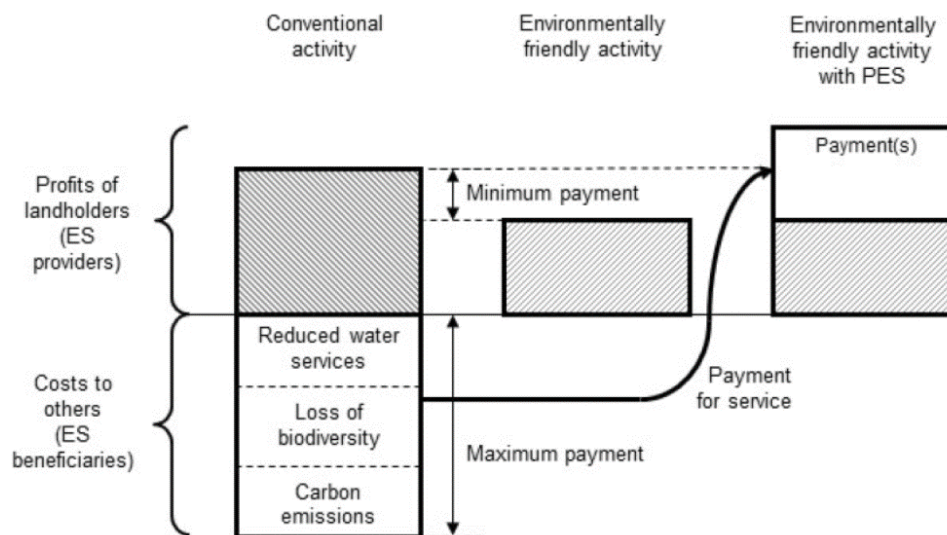 Conventional
activity
Environmentally
friendly activity
Environmentally
friendly activity
with PES
Payment(s)
Profits of
landholders
(ES
providers)
Minimum payment
Reduced water
services
Costs to
others
(ES
beneficiaries)
Loss of
biodiversity
Payment
for service
Maximum payment
Carbon
emissions